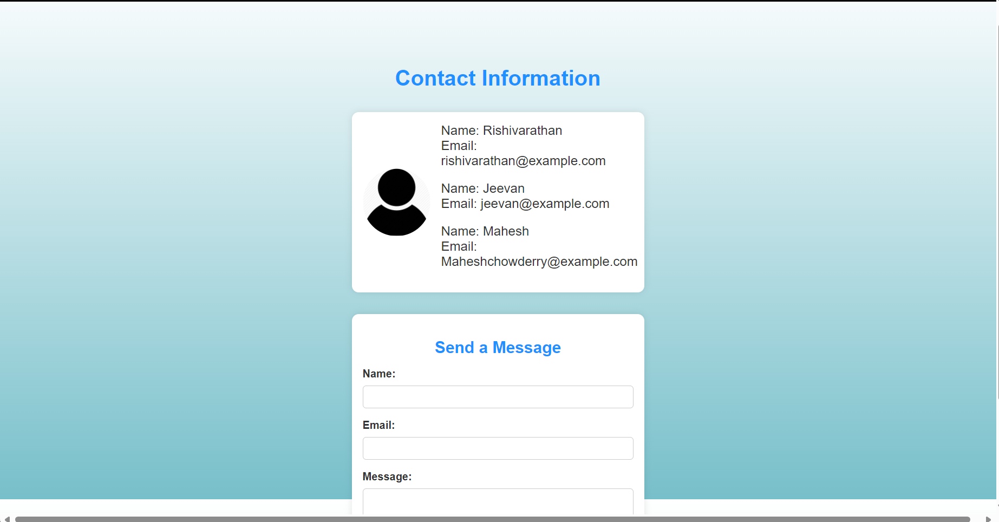 Contact Information
Name: Rishivarathan
Email:
rishivarathan@example.com
Name: Jeevan
Email: jeevan@example.com
Name: Mahesh
Email:
Maheshchowderry@example.com
Send a Message
Name:
Email:
Message: